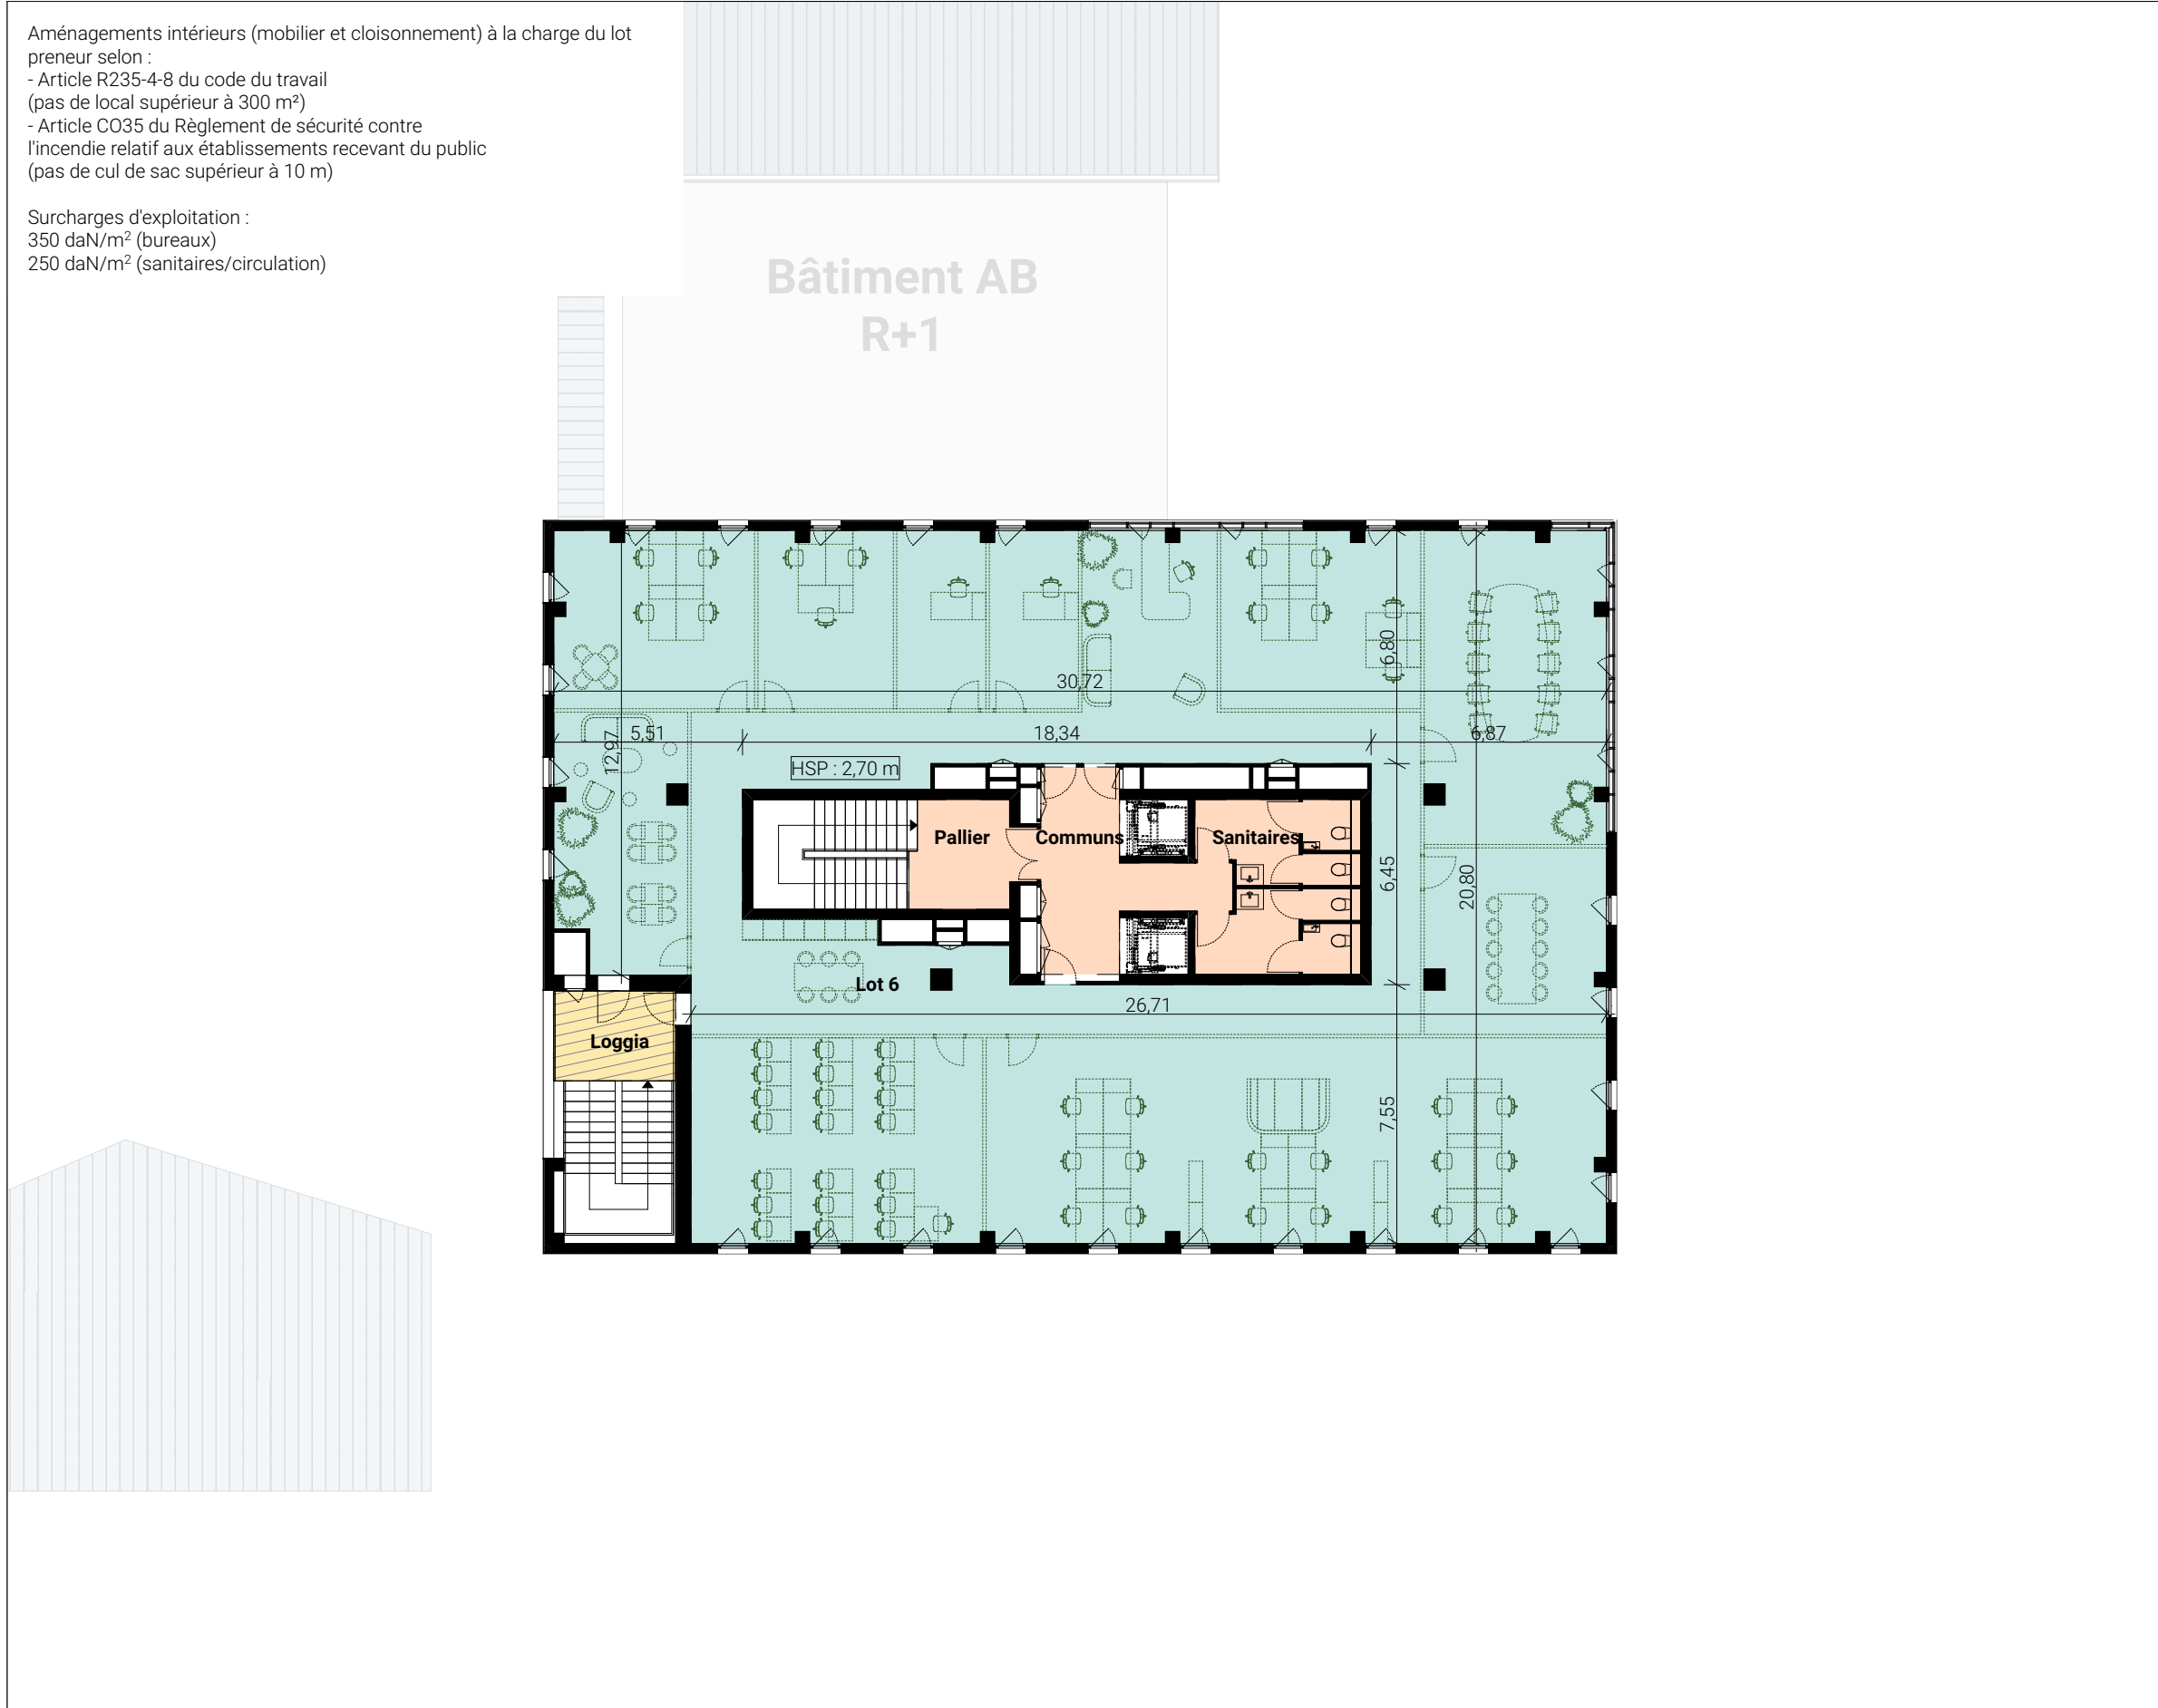 Aménagements intérieurs (mobilier et cloisonnement) à la charge du lot
preneur selon :
- Article R235-4-8 du code du travail
(pas de local supérieur à 300 m²)
- Article CO35 du Règlement de sécurité contre
l'incendie relatif aux établissements recevant du public
(pas de cul de sac supérieur à 10 m)
Surcharges d'exploitation :
350 daN/m² (bureaux)
250 daN/m² (sanitaires/circulation)
Bâtiment AB
R+1
6,80
30,72
12,97
5,51
18,34
6,87
HSP : 2,70 m
Pallier
Communs
Sanitaires
6,45
20,80
Lot 6
26,71
Loggia
7,55